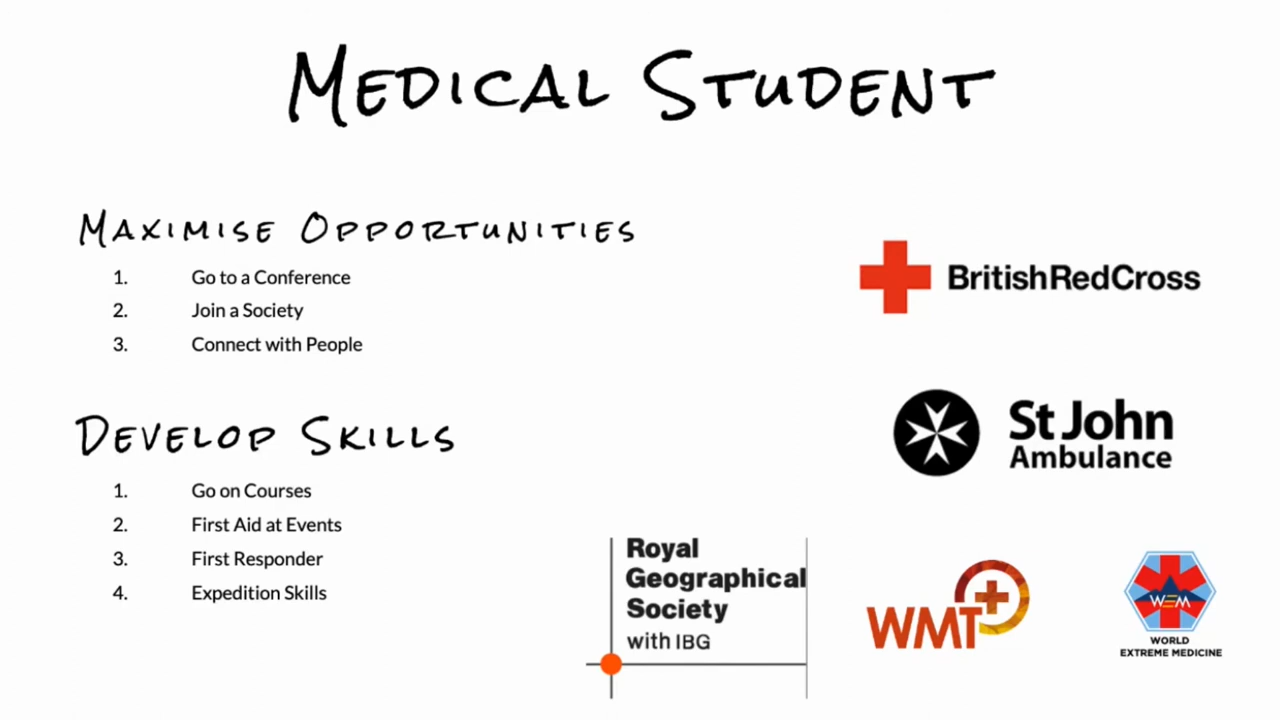 MEDICAL STUDENT
MAXIMISE OPPORTUNITIES
1. Go to a Conference
2. Join a Society
3. Connect with People
DEVELOP SKILLS
1. Go on Courses
2. First Aid at Events
3. First Responder
4. Expedition Skills
BritishRedCross
St John
Ambulance
Royal
Geographical
Society
with IBG
WMT
WEM
WORLD
EXTREME MEDICINE